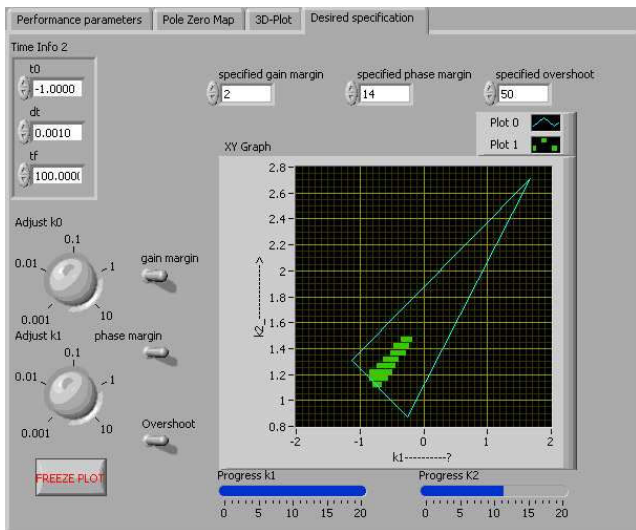 Performance parameters Pole Zero Map 3D-Plot Desired specification
Time Info 2
t0
-1.0000
dt
0.0010
tf
100.000(
specified gain margin specified phase margin specified overshoot
2 14 50
Plot 0
Plot 1
XY Graph
2.8
2.6
2.4
2.2
2
1.8
1.6
1.4
1.2
1
0.8
k2_---------------->
-2 -1 0 1 2
k1----------?
Adjust k0
0.1
0.01 1
0.001 10
gain margin
Adjust k1
0.1
0.01 1
0.001 10
phase margin
Overshoot
FREEZE PLOT
Progress k1 Progress K2
0 5 10 15 20 0 5 10 15 20